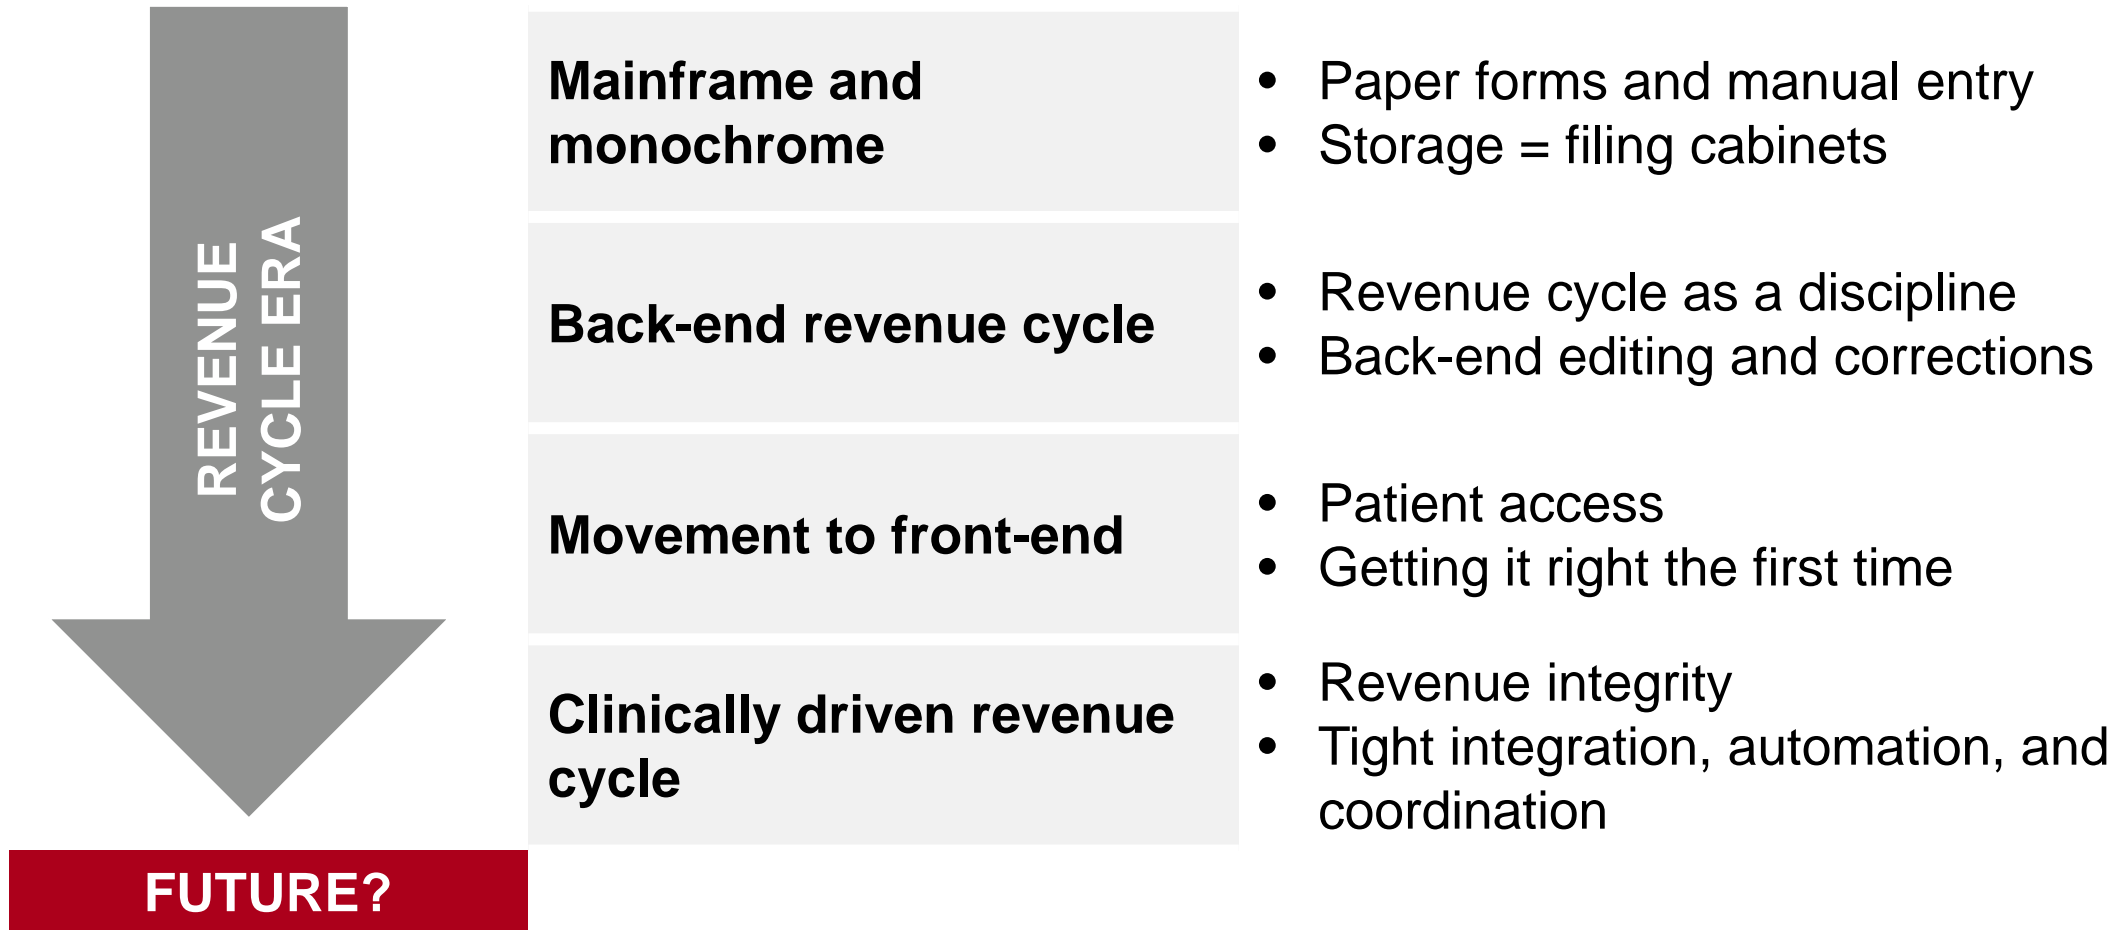 REVENUE
CYCLE ERA
Mainframe and
monochrome
• Paper forms and manual entry
• Storage = filing cabinets
Back-end revenue cycle
• Revenue cycle as a discipline
• Back-end editing and corrections
Movement to front-end
• Patient access
• Getting it right the first time
Clinically driven revenue
cycle
• Revenue integrity
• Tight integration, automation, and
coordination
FUTURE?